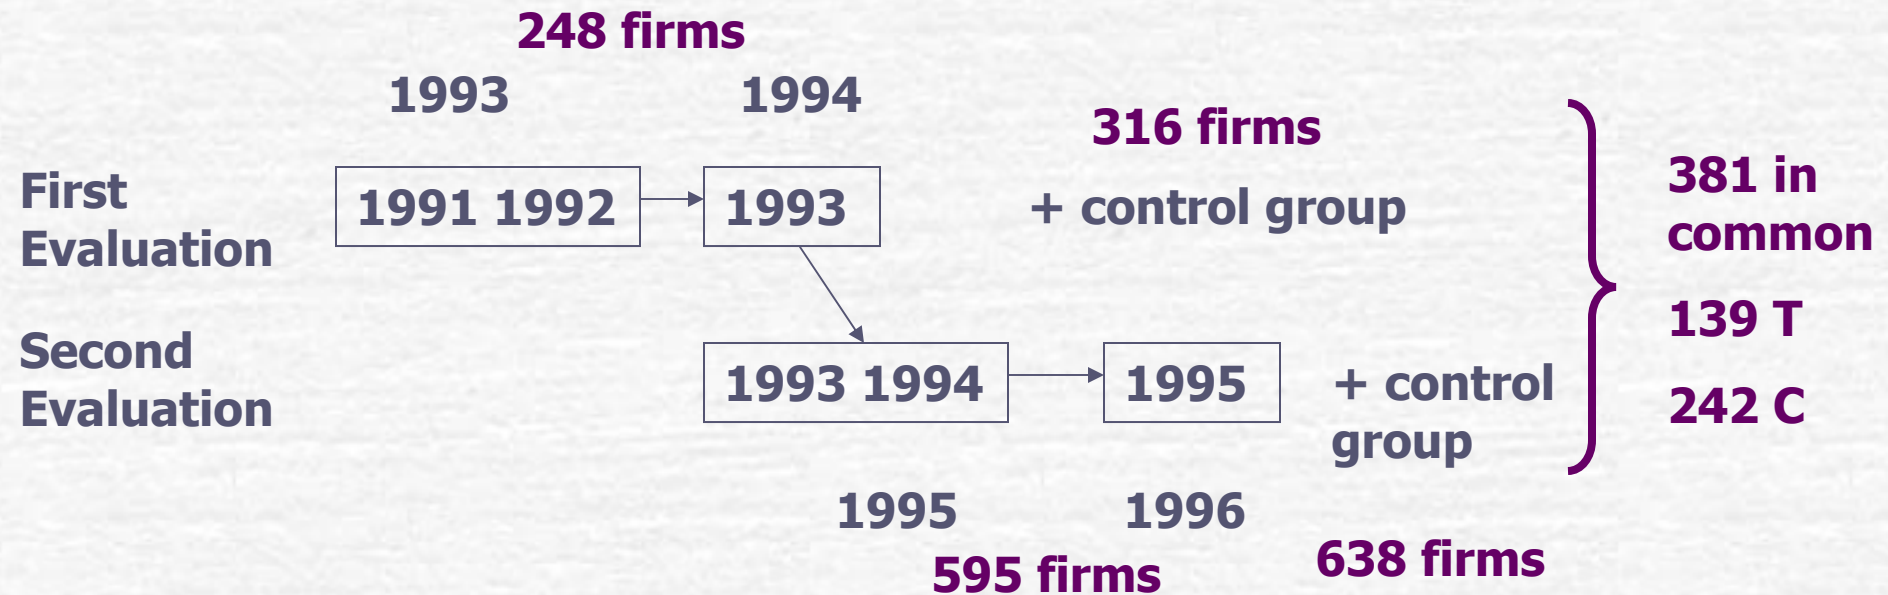 248 firms
1993 1994
316 firms
First
Evaluation
1991 1992
1993
+ control group
Second
Evaluation
1993 1994
1995
+ control
group
1995 1996
595 firms
638 firms
381 in
common
139 T
242 C